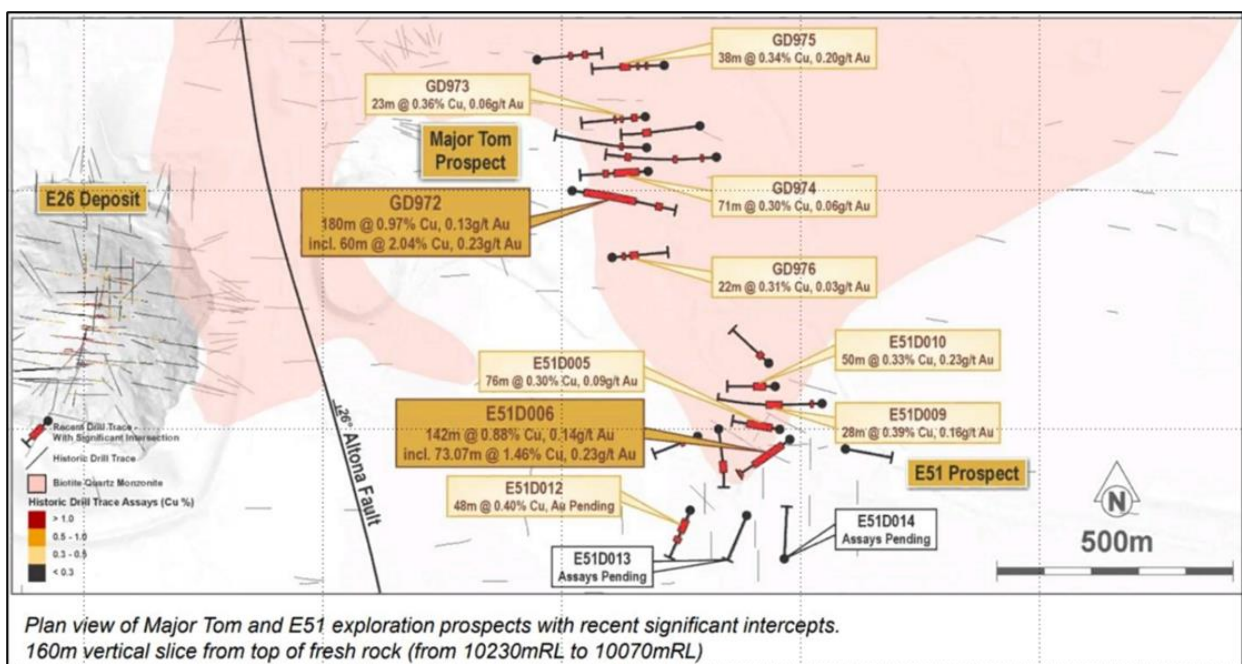 GD975
38m @ 0.34% Cu, 0.20g/t Au
GD973
23m @ 0.36% Cu, 0.06g/t Au
Major Tom
Prospect
E26 Deposit
GD972
180m @ 0.97% Cu, 0.13g/t Au
incl. 60m @ 2.04% Cu, 0.23g/t Au
GD974
71m @ 0.30% Cu, 0.06g/t Au
GD976
22m @ 0.31% Cu, 0.03g/t Au
E51D010
50m @ 0.33% Cu, 0.23g/t Au
E51D005
76m @ 0.30% Cu, 0.09g/t Au
E51D006
142m @ 0.88% Cu, 0.14g/t Au
incl. 73.07m @ 1.46% Cu, 0.23g/t Au
E51D009
28m @ 0.39% Cu, 0.16g/t Au
E51 Prospect
E51D012
48m @ 0.40% Cu, Au Pending
E51D013
Assays Pending
E51D014
Assays Pending
26° Altona Fault
Recent Drill Trace -
With Significant Intersection
Historic Drill Trace
Biotite Quartz Monzonite
Historic Drill Trace Assays (Cu %)
> 1.0
0.5 - 1.0
0.3 - 0.5
< 0.3
N
500m
Plan view of Major Tom and E51 exploration prospects with recent significant intercepts.
160m vertical slice from top of fresh rock (from 10230mRL to 10070mRL)